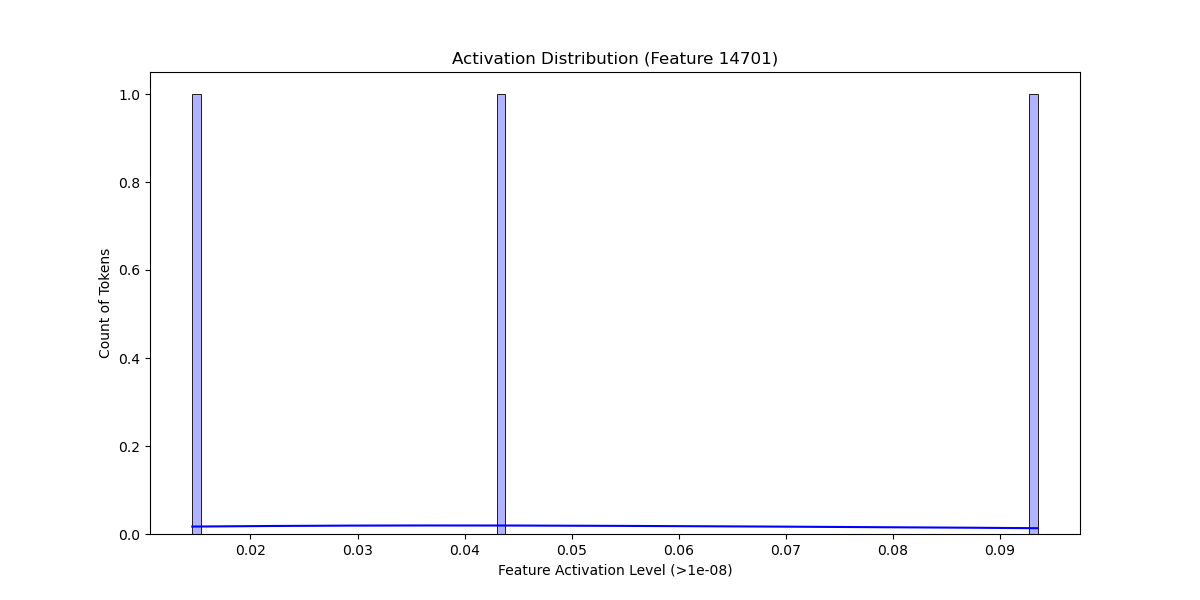 Activation Distribution (Feature 14701)
1.0
0.8
0.6
0.4
0.2
0.0
Count of Tokens
0.02 0.03 0.04 0.05 0.06 0.07 0.08 0.09
Feature Activation Level (>1e-08)